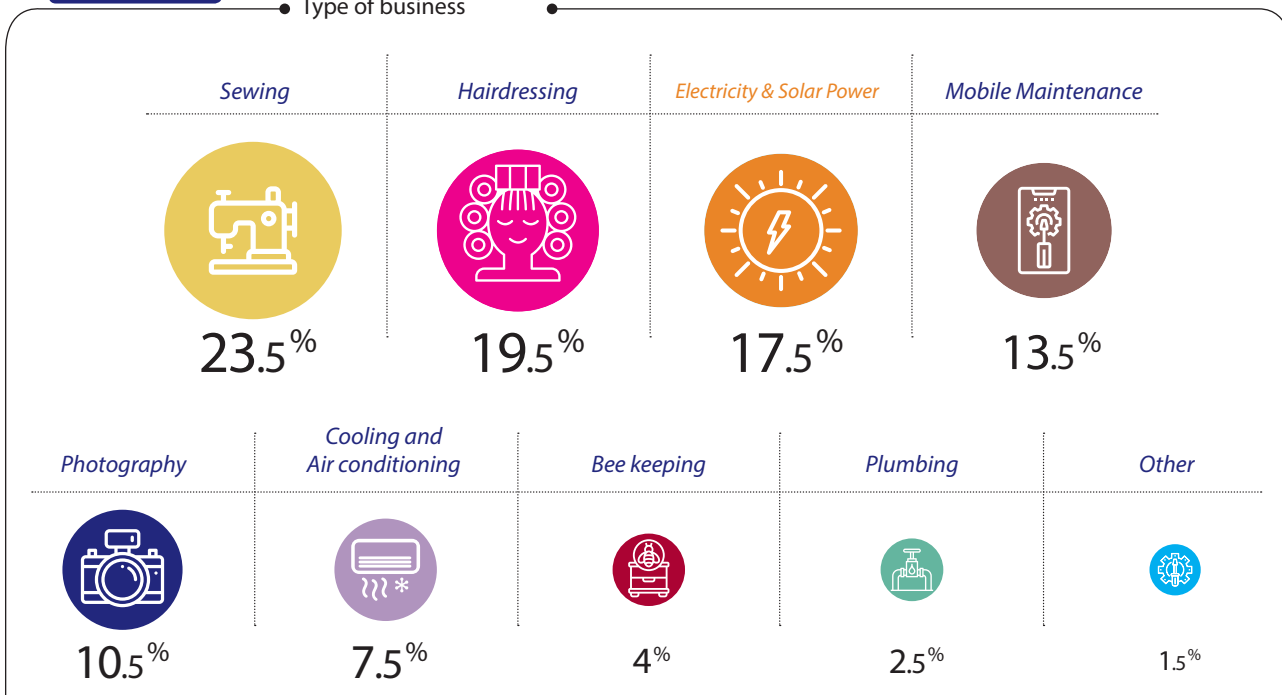 Type of business
Sewing
Hairdressing
Electricity & Solar Power
Mobile Maintenance
23.5%
19.5%
17.5%
13.5%
Photography
Cooling and
Air conditioning
Bee keeping
Plumbing
Other
10.5%
7.5%
4%
2.5%
1.5%